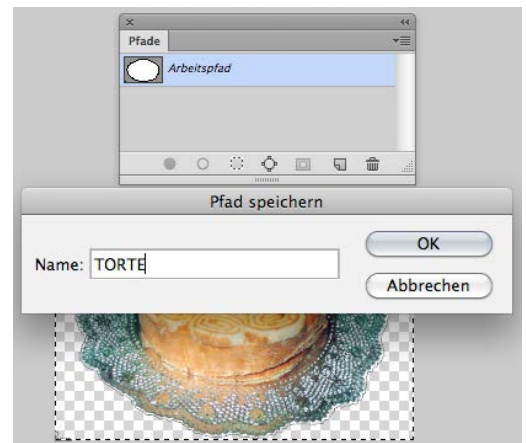 Pfade
Arbeitspfad
Pfad speichern
Name: TORTE
OK
Abbrechen